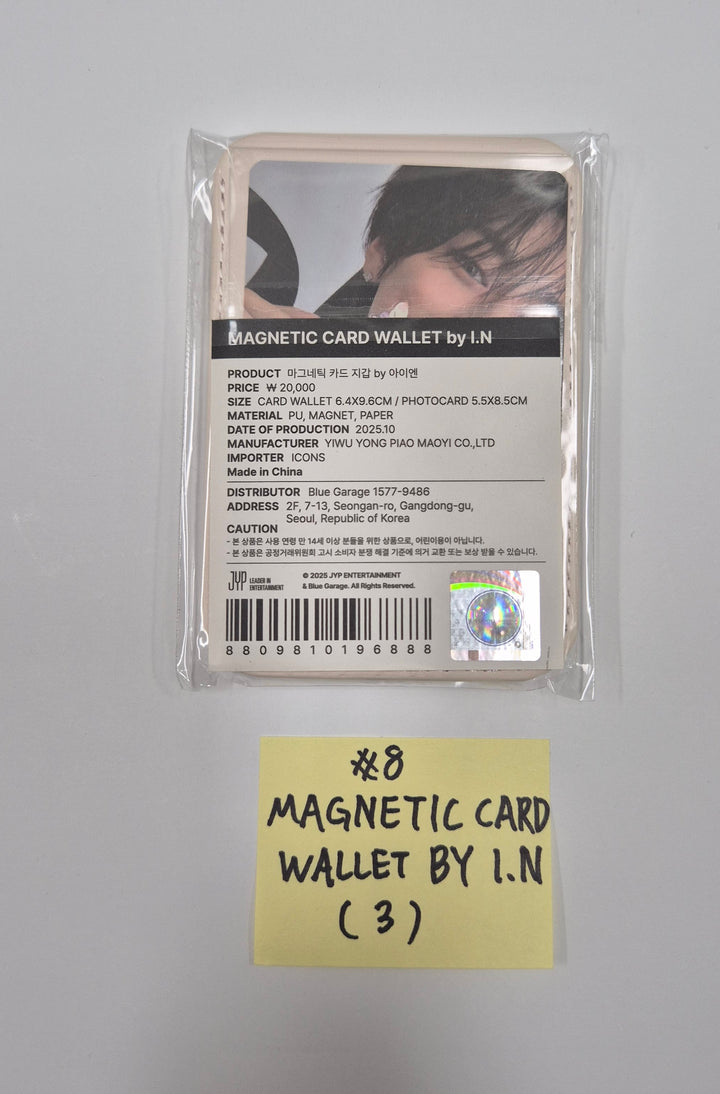 MAGNETIC CARD WALLET by I.N
PRODUCT 마그네틱 카드 지갑 by 아이엔
PRICE ₩ 20,000
SIZE CARD WALLET 6.4X9.6CM / PHOTOCARD 5.5X8.5CM
MATERIAL PU, MAGNET, PAPER
DATE OF PRODUCTION 2025.10
MANUFACTURER YIWU YONG PIAO MAOYI CO.,LTD
IMPORTER ICONS
Made in China
DISTRIBUTOR Blue Garage 1577-9486
ADDRESS 2F, 7-13, Seongan-ro, Gangdong-gu,
Seoul, Republic of Korea
CAUTION
- 본 상품은 사용 연령 만 14세 이상 분들을 위한 상품으로, 어린이용이 아닙니다.
- 본 상품은 공정거래위원회 고시 소비자 분쟁 해결 기준에 의거 교환 또는 보상 받을 수 있습니다.
JYP LEADER IN
ENTERTAINMENT
© 2025 JYP ENTERTAINMENT
& Blue Garage. All Rights Reserved.
8809810196888
#8
MAGNETIC CARD
WALLET BY I.N
(3)